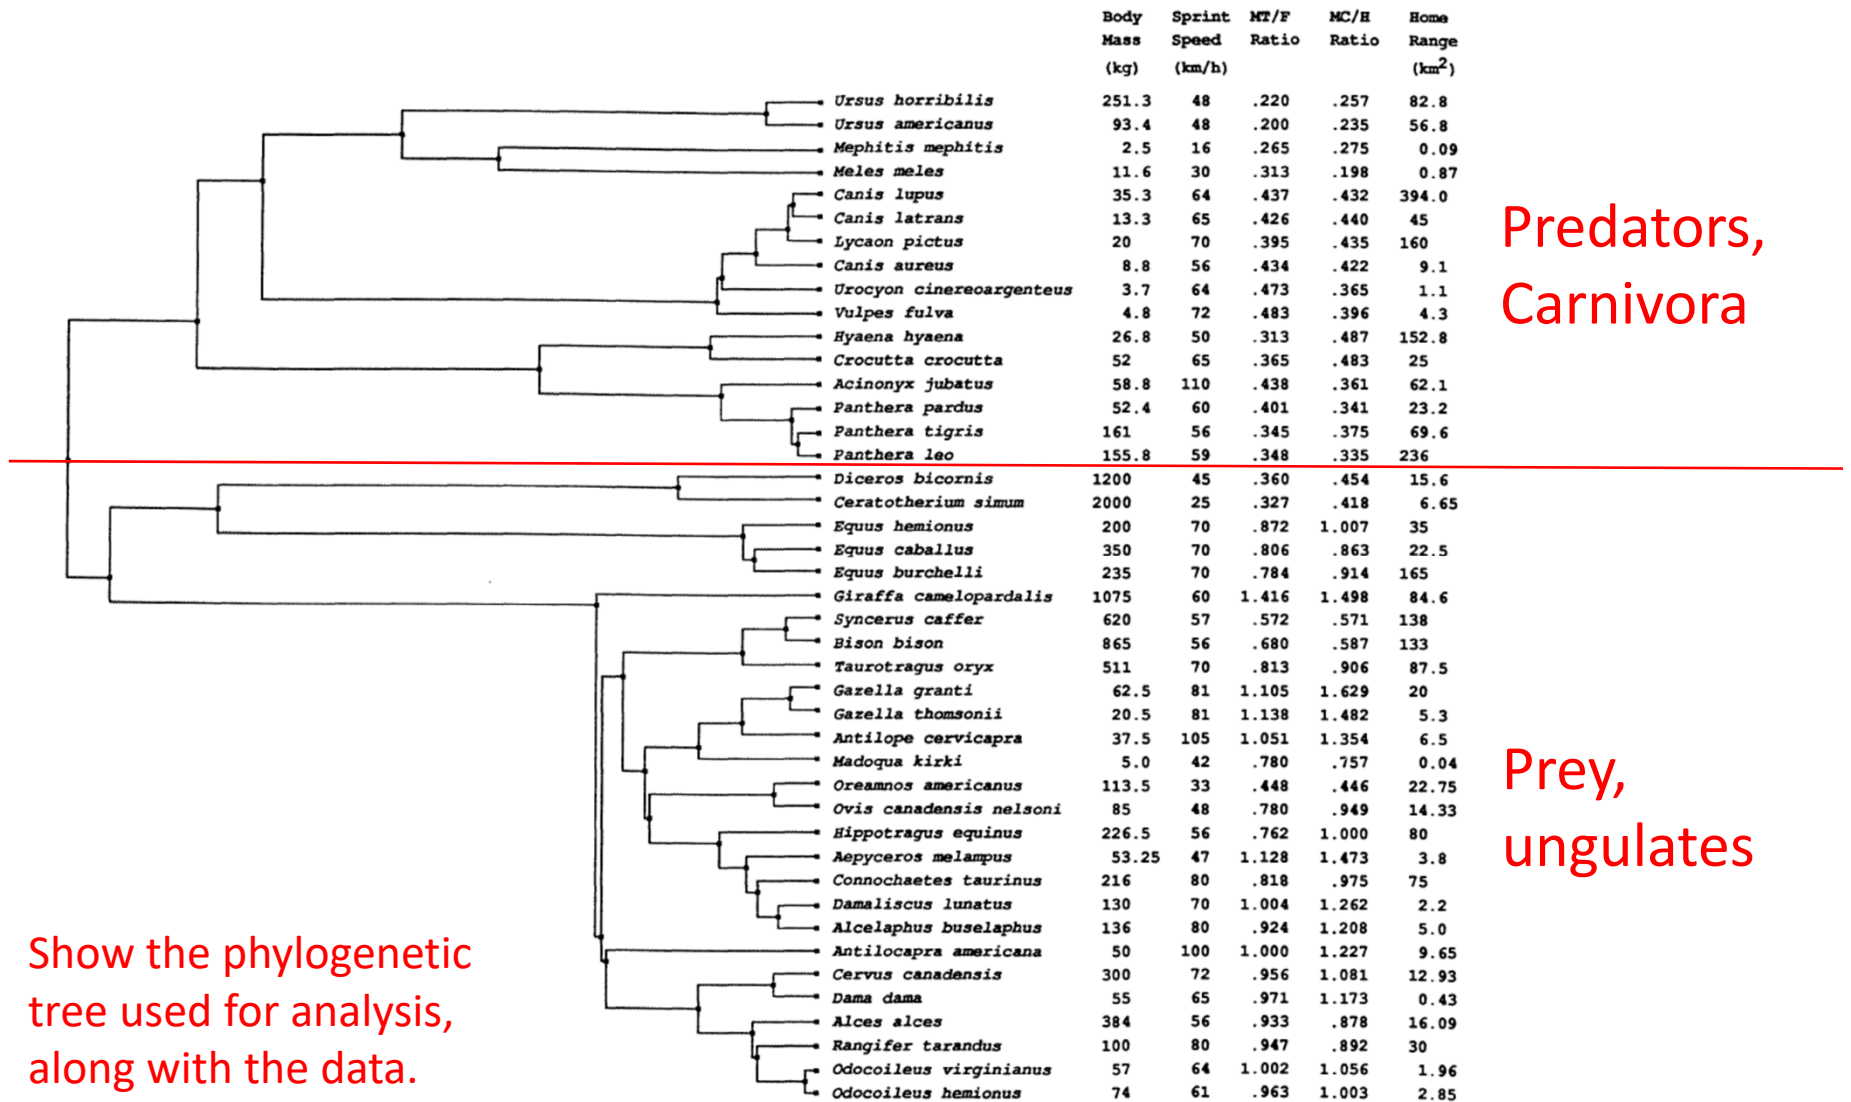 Body Sprint MT/F MC/H Home
Mass Speed Ratio Ratio Range
(kg) (km/h) (km²)
Ursus horribilis 251.3 48 .220 .257 82.8
Ursus americanus 93.4 48 .200 .235 56.8
Mephitis mephitis 2.5 16 .265 .275 0.09
Meles meles 11.6 30 .313 .198 0.87
Canis lupus 35.3 64 .437 .432 394.0
Canis latrans 13.3 65 .426 .440 45
Lycaon pictus 20 70 .395 .435 160
Canis aureus 8.8 56 .434 .422 9.1
Urocyon cinereoargenteus 3.7 64 .473 .365 1.1
Vulpes fulva 4.8 72 .483 .396 4.3
Hyaena hyaena 26.8 50 .313 .487 152.8
Crocutta crocutta 52 65 .365 .483 25
Acinonyx jubatus 58.8 110 .438 .361 62.1
Panthera pardus 52.4 60 .401 .341 23.2
Panthera tigris 161 56 .345 .375 69.6
Panthera leo 155.8 59 .348 .335 236
Predators,
Carnivora
Diceros bicornis 1200 45 .360 .454 15.6
Ceratotherium simum 2000 25 .327 .418 6.65
Equus hemionus 200 70 .872 1.007 35
Equus caballus 350 70 .806 .863 22.5
Equus burchelli 235 70 .784 .914 165
Giraffa camelopardalis 1075 60 1.416 1.498 84.6
Syncerus caffer 620 57 .572 .571 138
Bison bison 865 56 .680 .587 133
Taurotragus oryx 511 70 .813 .906 87.5
Gazella granti 62.5 81 1.105 1.629 20
Gazella thomsonii 20.5 81 1.138 1.482 5.3
Antilope cervicapra 37.5 105 1.051 1.354 6.5
Madoqua kirki 5.0 42 .780 .757 0.04
Oreamnos americanus 113.5 33 .448 .446 22.75
Ovis canadensis nelsoni 85 48 .780 .949 14.33
Hippotragus equinus 226.5 56 .762 1.000 80
Aepyceros melampus 53.25 47 1.128 1.473 3.8
Connochaetes taurinus 216 80 .818 .975 75
Damaliscus lunatus 130 70 1.004 1.262 2.2
Alcelaphus buselaphus 136 80 .924 1.208 5.0
Antilocapra americana 50 100 1.000 1.227 9.65
Cervus canadensis 300 72 .956 1.081 12.93
Dama dama 55 65 .971 1.173 0.43
Alces alces 384 56 .933 .878 16.09
Rangifer tarandus 100 80 .947 .892 30
Odocoileus virginianus 57 64 1.002 1.056 1.96
Odocoileus hemionus 74 61 .963 1.003 2.85
Prey,
ungulates
Show the phylogenetic
tree used for analysis,
along with the data.